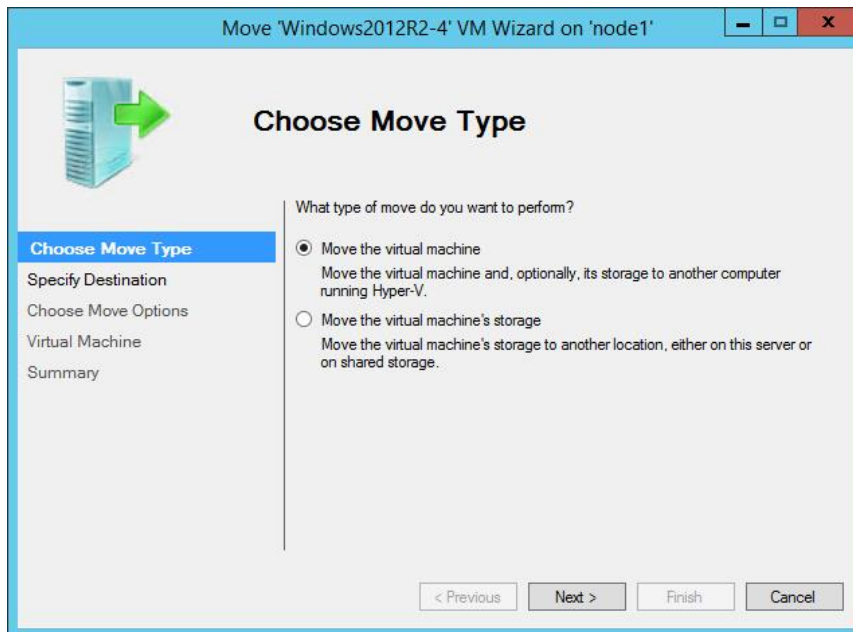 Move 'Windows2012R2-4' VM Wizard on 'node1'
Choose Move Type
Choose Move Type
Specify Destination
Choose Move Options
Virtual Machine
Summary
What type of move do you want to perform?
Move the virtual machine
Move the virtual machine and, optionally, its storage to another computer
running Hyper-V.
Move the virtual machine's storage
Move the virtual machine's storage to another location, either on this server or
on shared storage.
< Previous
Next >
Finish
Cancel